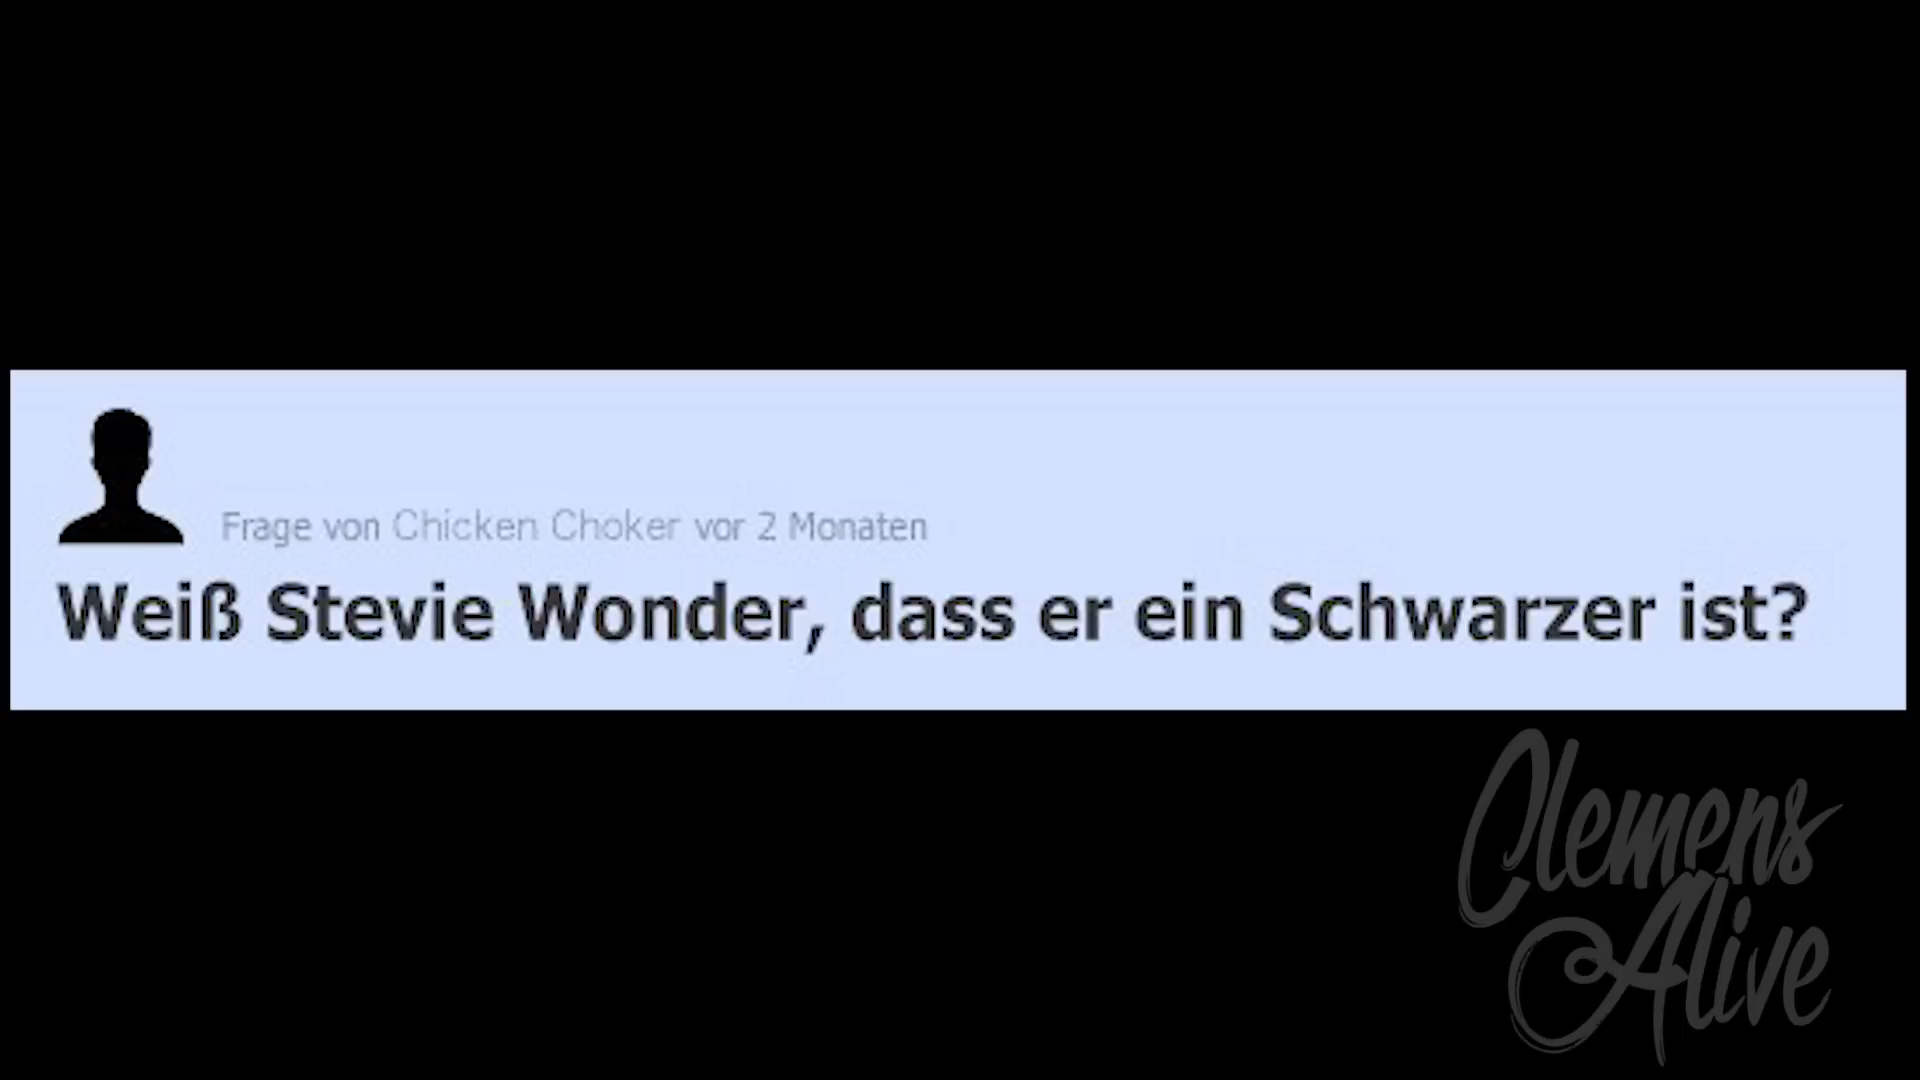 Frage von Chicken Choker vor 2 Monaten
Weiß Stevie Wonder, dass er ein Schwarzer ist?
Clemens
Alive